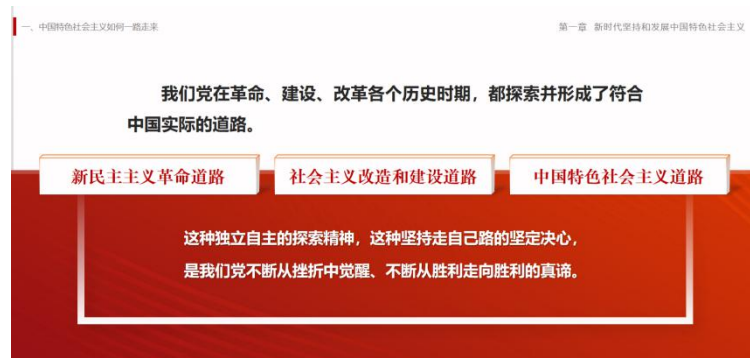 一、中国特色社会主义如何一路走来
第一章 新时代坚持和发展中国特色社会主义
我们党在革命、建设、改革各个历史时期，都探索并形成了符合
中国实际的道路。
新民主主义革命道路
社会主义改造和建设道路
中国特色社会主义道路
这种独立自主的探索精神，这种坚持走自己路的坚定决心，
是我们党不断从挫折中觉醒、不断从胜利走向胜利的真谛。